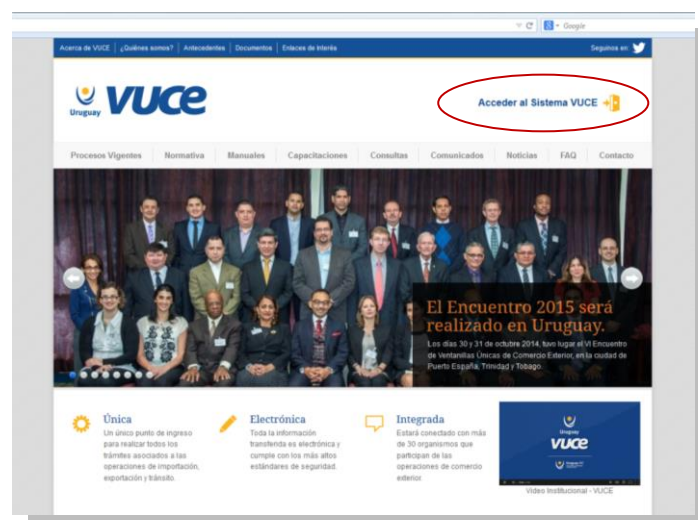 Google
Acerca de VUCE | ¿Quiénes somos? | Antecedentes | Documentos | Enlaces de Interés
Seguinos en:
Uruguay VUCE
Acceder al Sistema VUCE
Procesos Vigentes Normativa Manuales Capacitaciones Consultas Comunicados Noticias FAQ Contacto
El Encuentro 2015 será
realizado en Uruguay.
Los días 30 y 31 de octubre 2014, tuvo lugar el VI Encuentro
de Ventanillas Únicas de Comercio Exterior, en la ciudad de
Puerto España, Trinidad y Tobago.
Única
Un único punto de ingreso
para realizar todos los
trámites asociados a las
operaciones de importación,
exportación y tránsito.
Electrónica
Toda la información
transferida es electrónica y
cumple con los más altos
estándares de seguridad.
Integrada
Estará conectado con más
de 30 organismos que
participan de las
operaciones de comercio
exterior.
Uruguay
VUCE
Video Institucional - VUCE